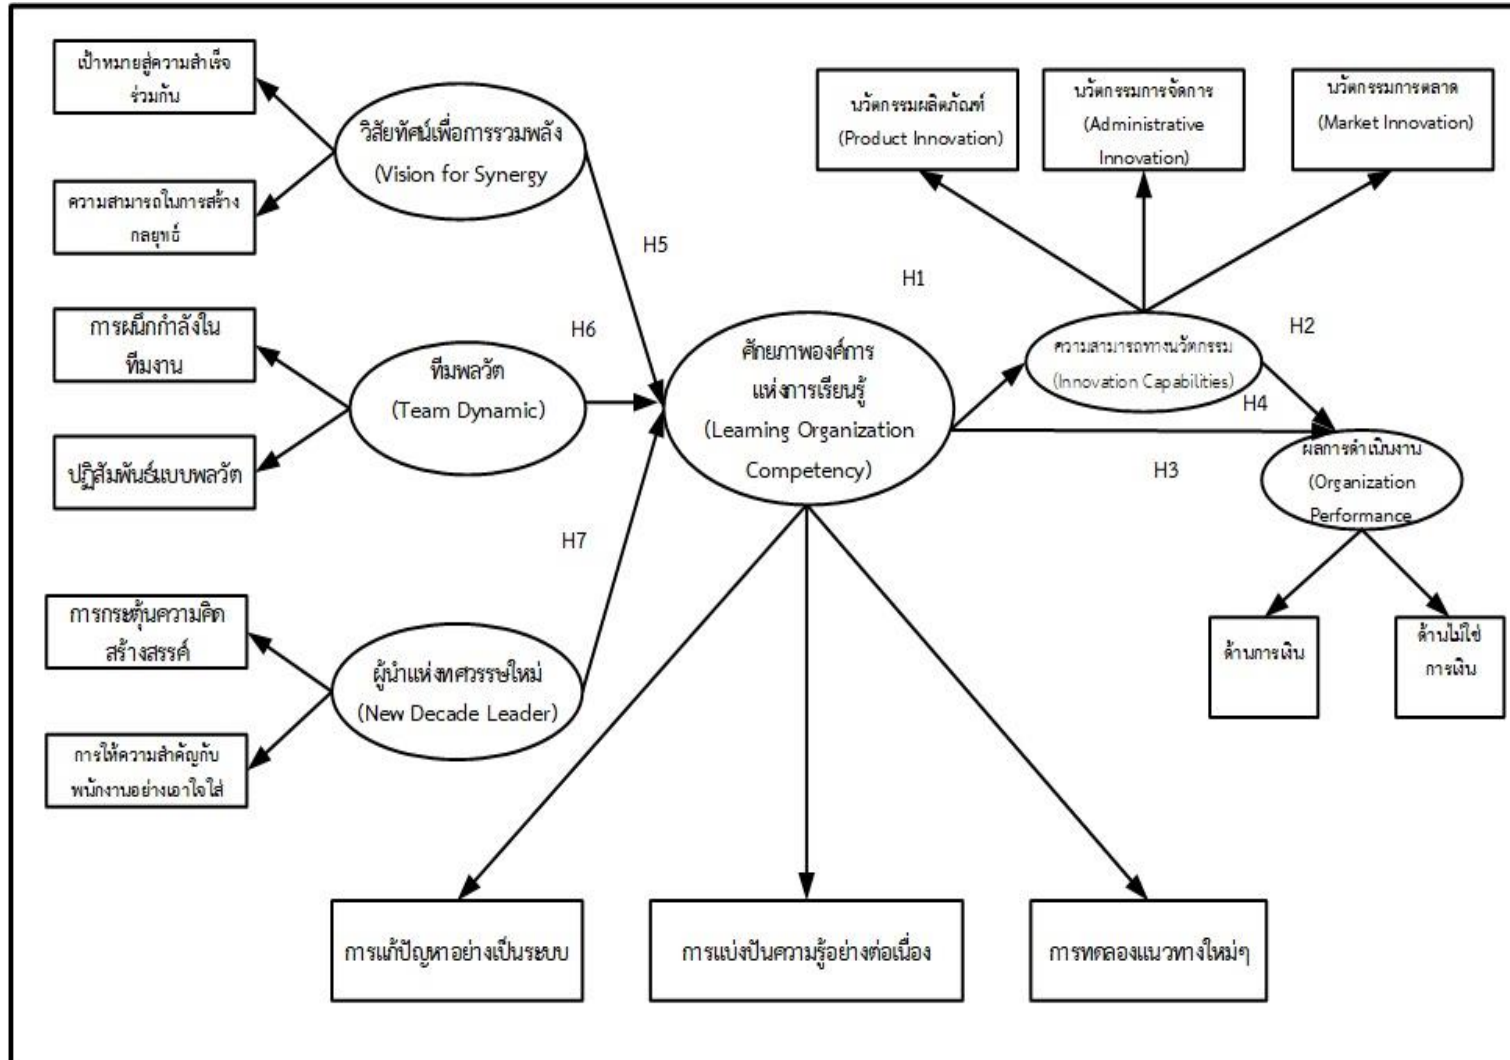 เป้าหมายสู่ความสำเร็จ
ร่วมกัน
วิสัยทัศน์เพื่อการรวมพลัง
(Vision for Synergy
ความสามารถในการสร้าง
กลยุทธ์
นวัตกรรมผลิตภัณฑ์
(Product Innovation)
นวัตกรรมการจัดการ
(Administrative
Innovation)
นวัตกรรมการตลาด
(Market Innovation)
H5
H1
การผนึกกำลังใน
ทีมงาน
H6
ทีมพลวัต
(Team Dynamic)
ปฏิสัมพันธ์แบบพลวัต
ศักยภาพองค์การ
แห่งการเรียนรู้
(Learning Organization
Competency)
ความสามารถทางนวัตกรรม
(Innovation Capabilities)
H2
H4
H3
ผลการดำเนินงาน
(Organization
Performance
H7
การกระตุ้นความคิด
สร้างสรรค์
ผู้นำแห่งทศวรรษใหม่
(New Decade Leader)
การให้ความสำคัญกับ
พนักงานอย่างเอาใจใส่
ด้านการเงิน
ด้านไม่ใช่
การเงิน
การแก้ปัญหาอย่างเป็นระบบ
การแบ่งปันความรู้อย่างต่อเนื่อง
การทดลองแนวทางใหม่ๆ